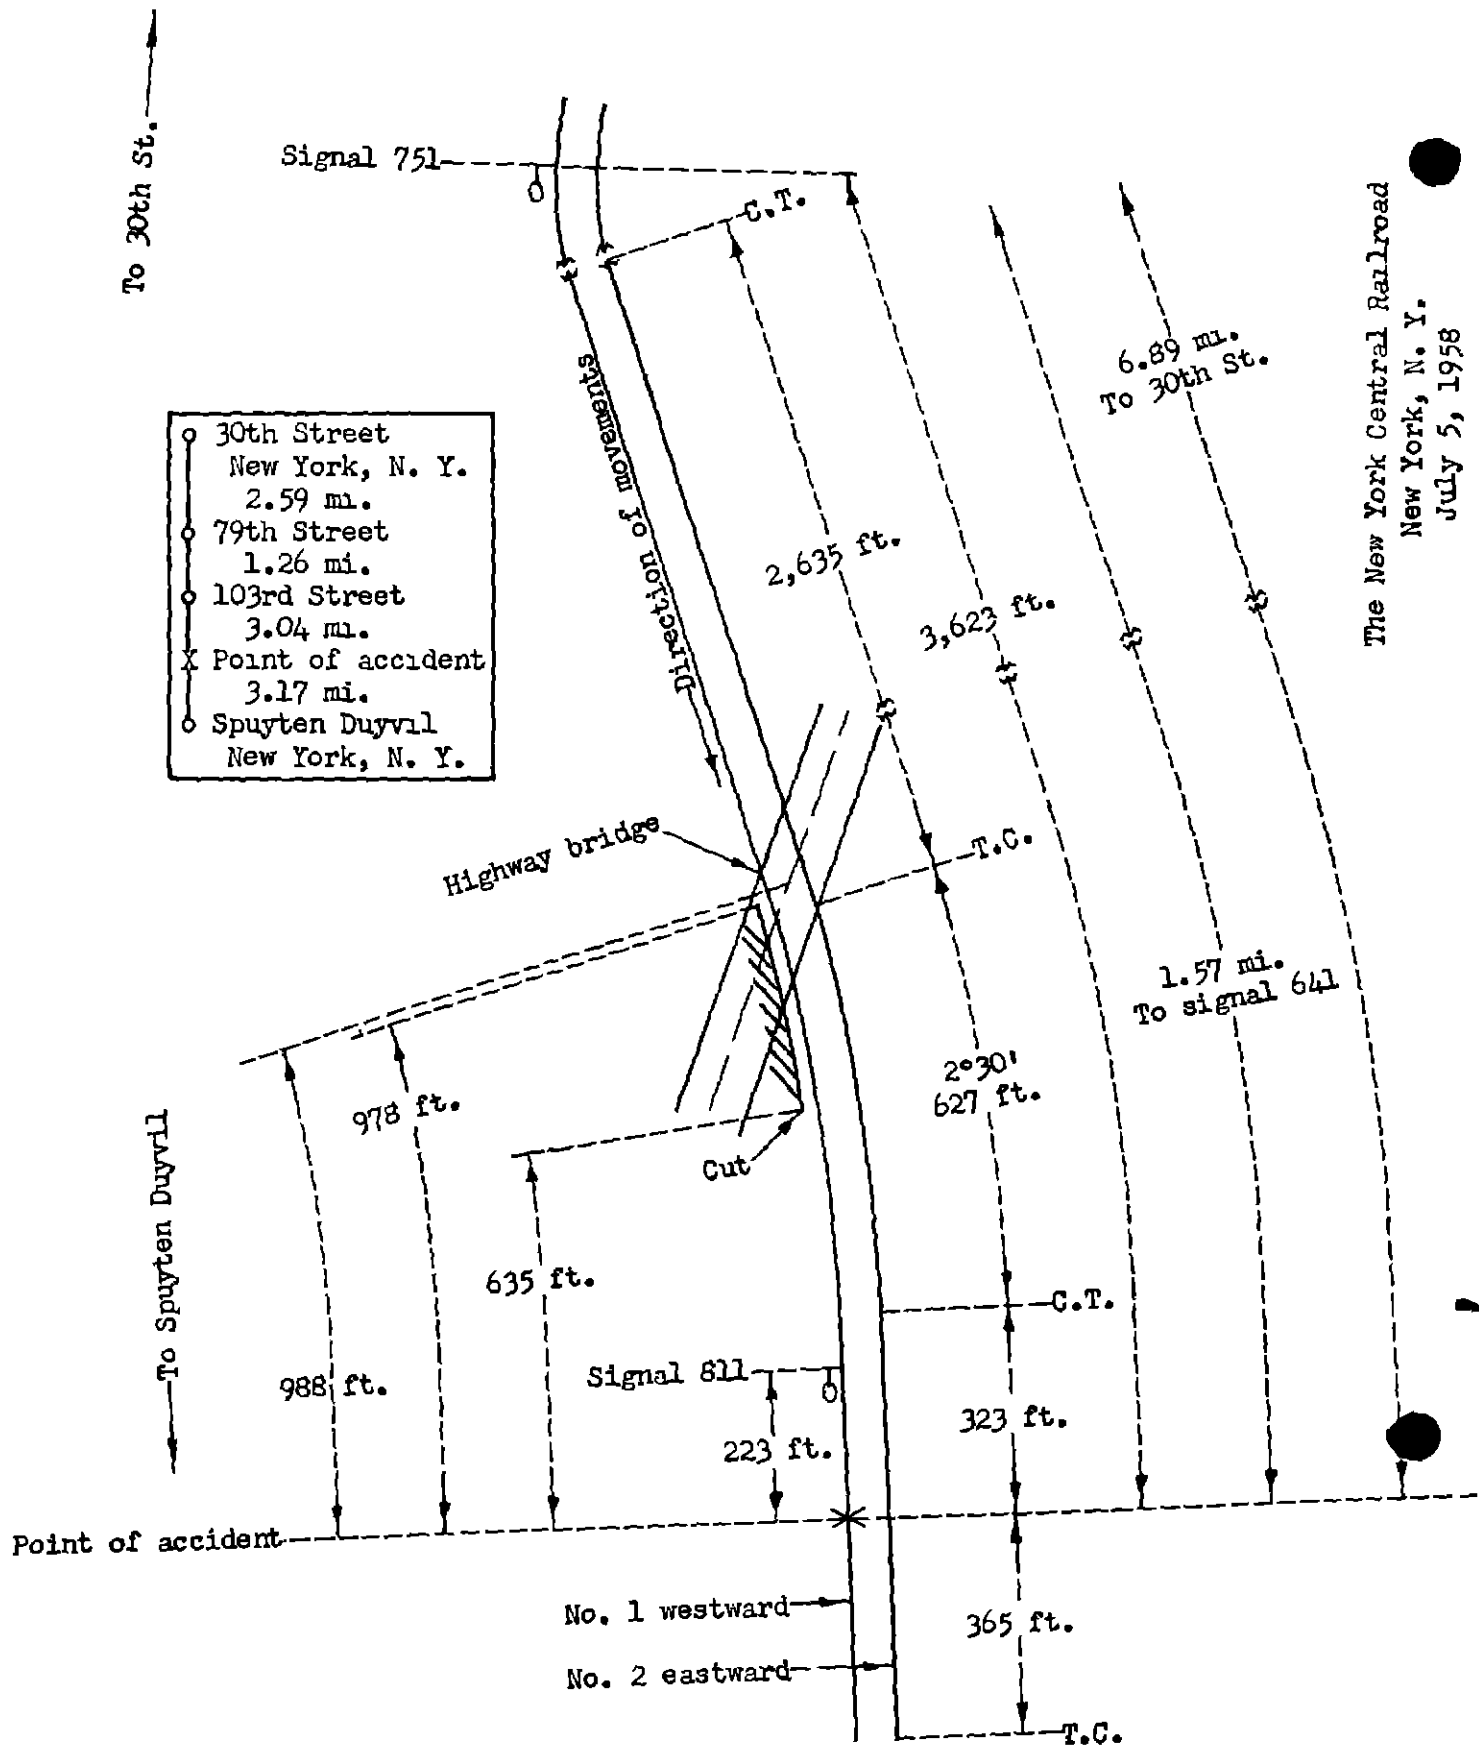 To 30th St.
Signal 751
C.T.
The New York Central Railroad
New York, N. Y.
July 5, 1958
6.89 mi.
To 30th St.
Direction of movements
30th Street
New York, N. Y.
2.59 mi.
79th Street
1.26 mi.
103rd Street
3.04 mi.
X Point of accident
3.17 mi.
Spuyten Duyvil
New York, N. Y.
2,635 ft.
3,623 ft.
Highway bridge
T.C.
1.57 mi.
To signal 641
2°30'
627 ft.
978 ft.
Cut
To Spuyten Duyvil
635 ft.
C.T.
988 ft.
Signal 811
323 ft.
223 ft.
Point of accident
No. 1 westward
365 ft.
No. 2 eastward
T.C.